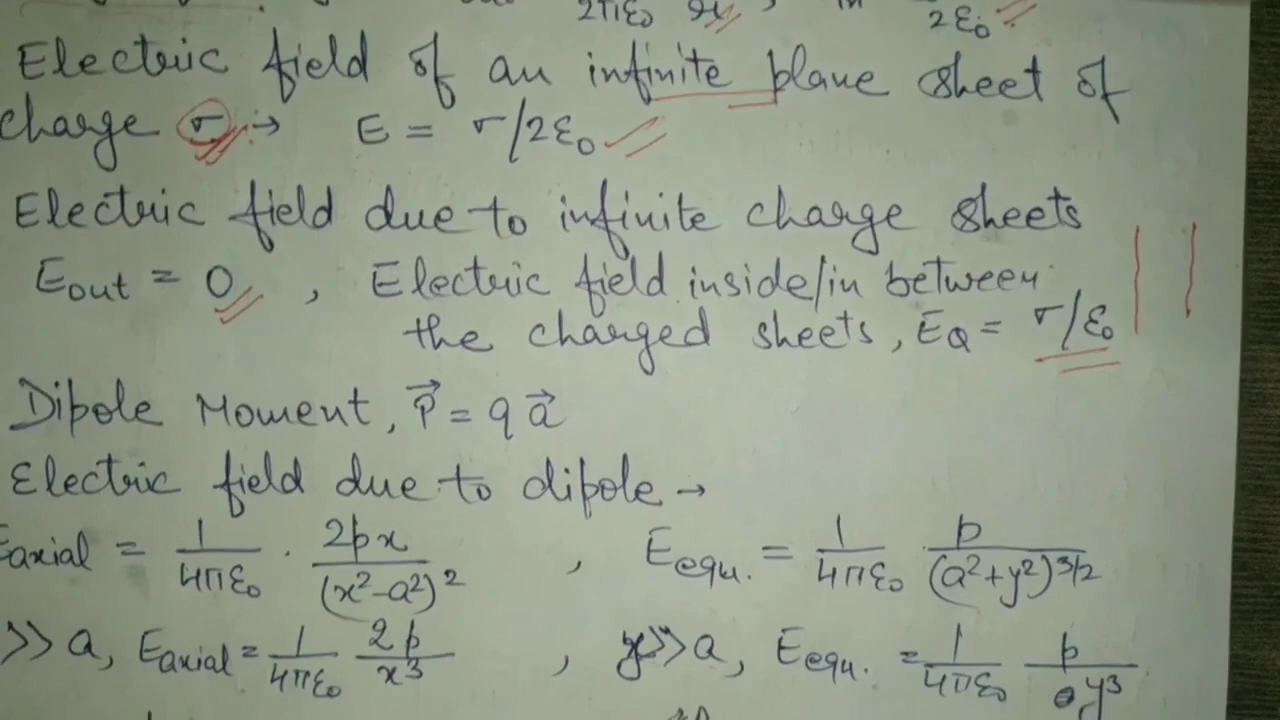 2πε₀
2ε₀
Electric field of an infinite plane sheet of
charge σ → E = σ/2ε₀
Electric field due to infinite charge sheets
Eout = 0 , Electric field inside/in between
the charged sheets, E_Q = σ/ε₀
Dipole Moment, p⃗ = q a⃗
Electric field due to dipole →
Eaxial = 1/4πε₀ . 2px/(x²-a²)² , Eequ. = 1/4πε₀ p/(a²+y²)^3/2
>> a, Eaxial = 1/4πε₀ 2p/x³ , y>>a, Eequ. = 1/4πε₀ p/y³